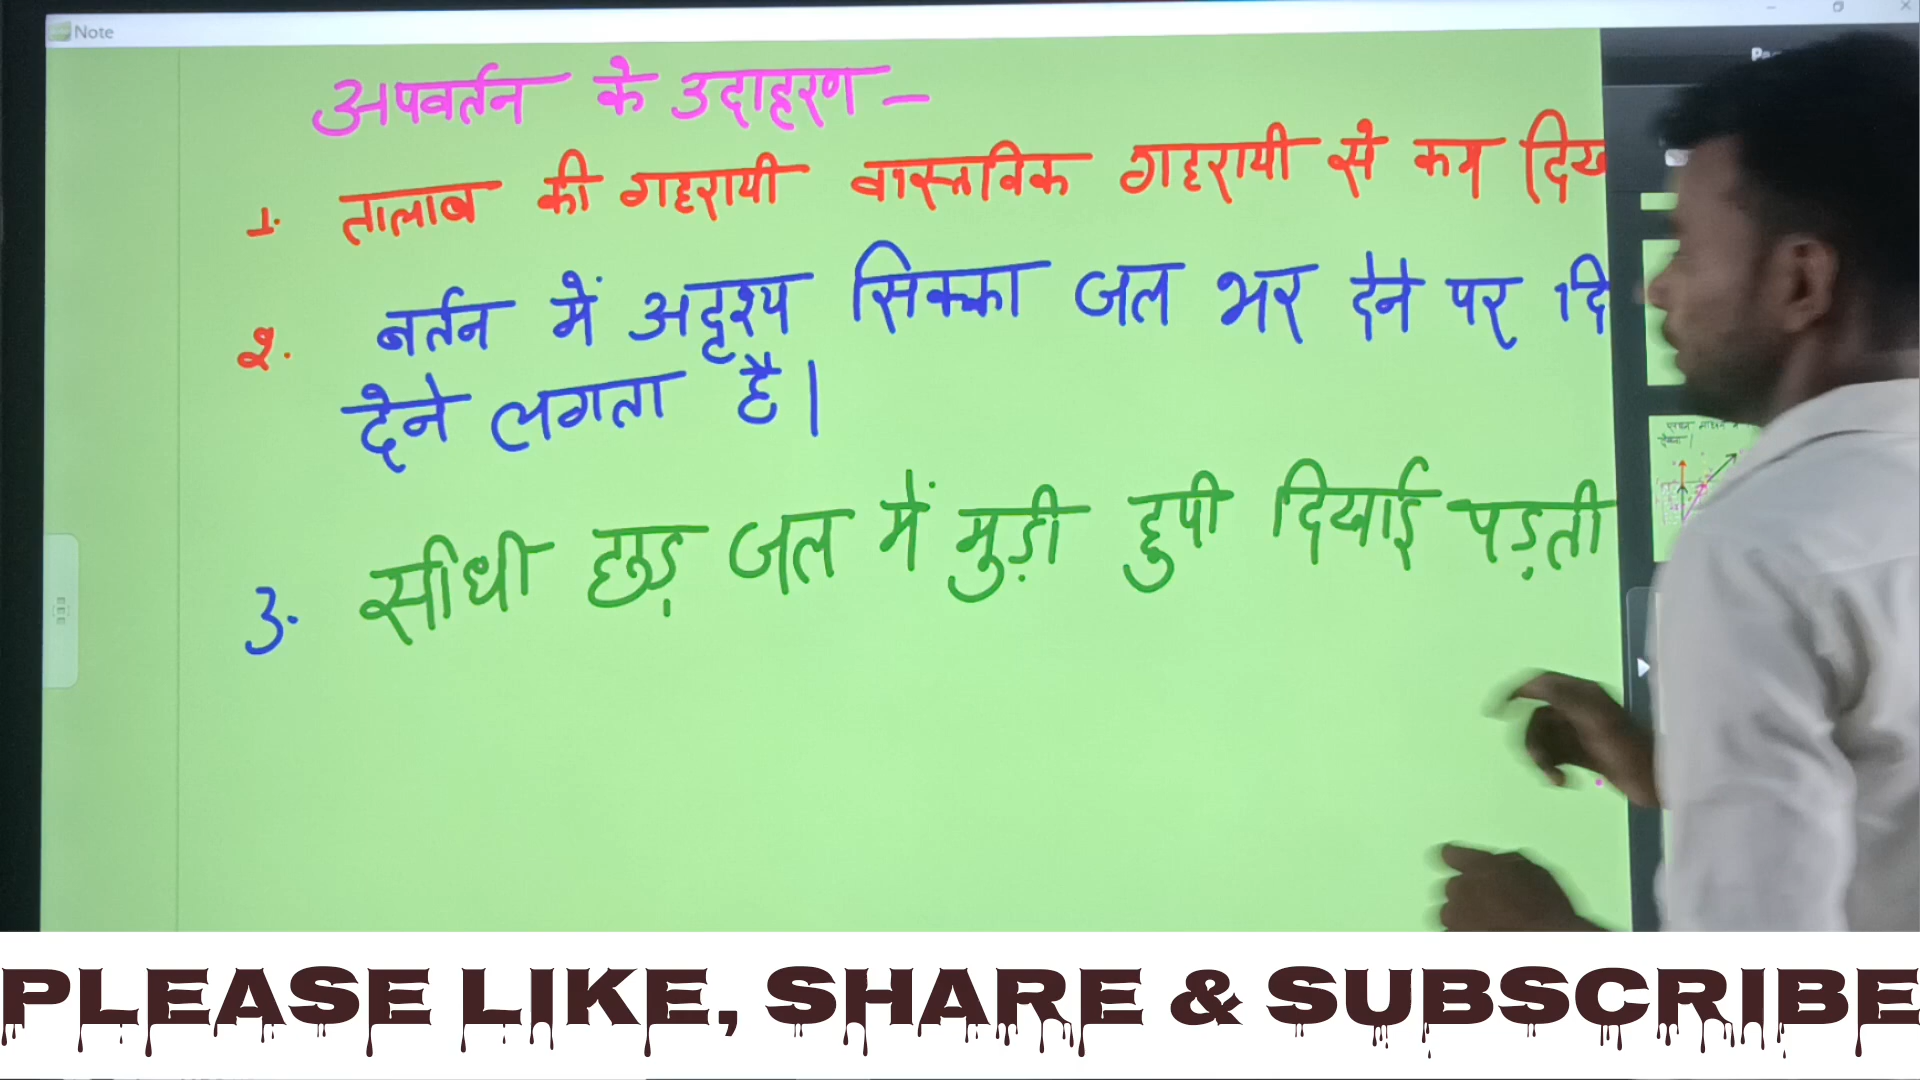 Note
अपवर्तन के उदाहरण –
1. तालाब की गहरायी वास्तविक गहरायी से कम दिख
2. बर्तन में अदृश्य सिक्का जल भर देने पर दि
देने लगता है।
3. सीधी छड़ जल में मुड़ी हुयी दिखाई पड़ती
PLEASE LIKE, SHARE & SUBSCRIBE